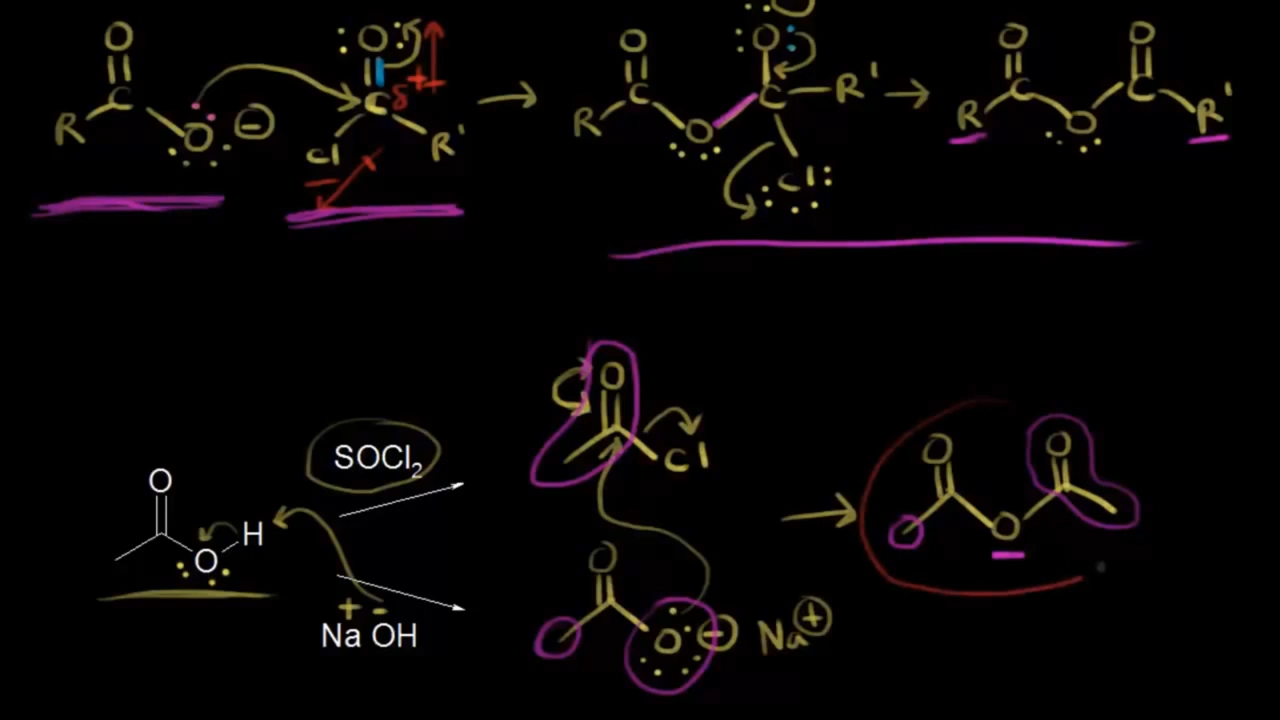 O O O O O O
C δ+ C C C R' C C
R O ⊖ Cl R' R O Cl R O R'
O
SOCl₂ Cl O O
O
H O
O O
O ⊖ Na⊕
+ -
Na OH